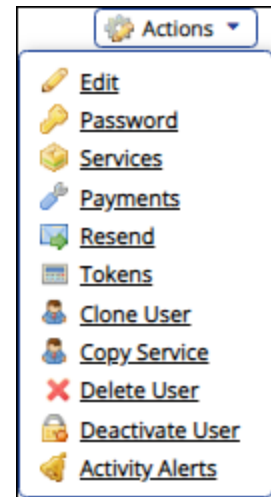 Actions
Edit
Password
Services
Payments
Resend
Tokens
Clone User
Copy Service
Delete User
Deactivate User
Activity Alerts